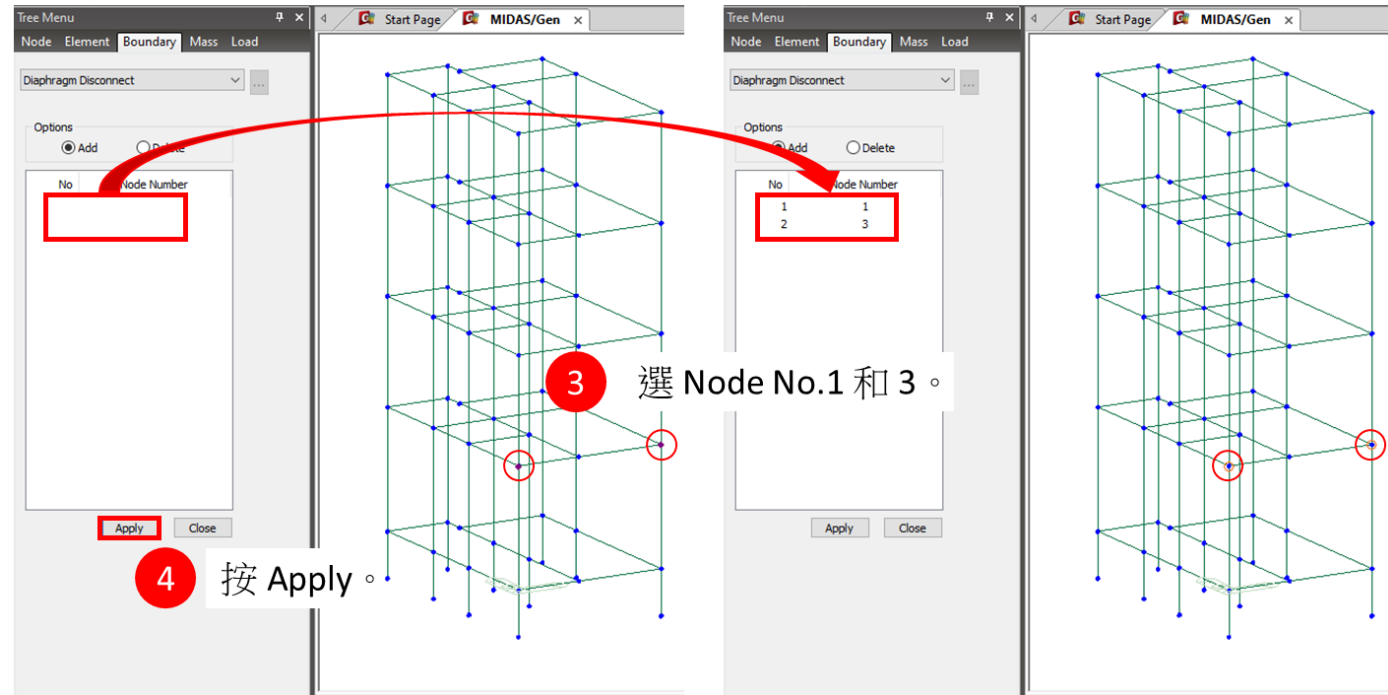 Tree Menu
Start Page
MIDAS/Gen
Node Element Boundary Mass Load
Diaphragm Disconnect
...
Options
Add Delete
No Node Number
Apply Close
4 按 Apply。
3 選 Node No.1 和 3。
Tree Menu
Start Page
MIDAS/Gen
Node Element Boundary Mass Load
Diaphragm Disconnect
...
Options
Add Delete
No Node Number
1 1
2 3
Apply Close